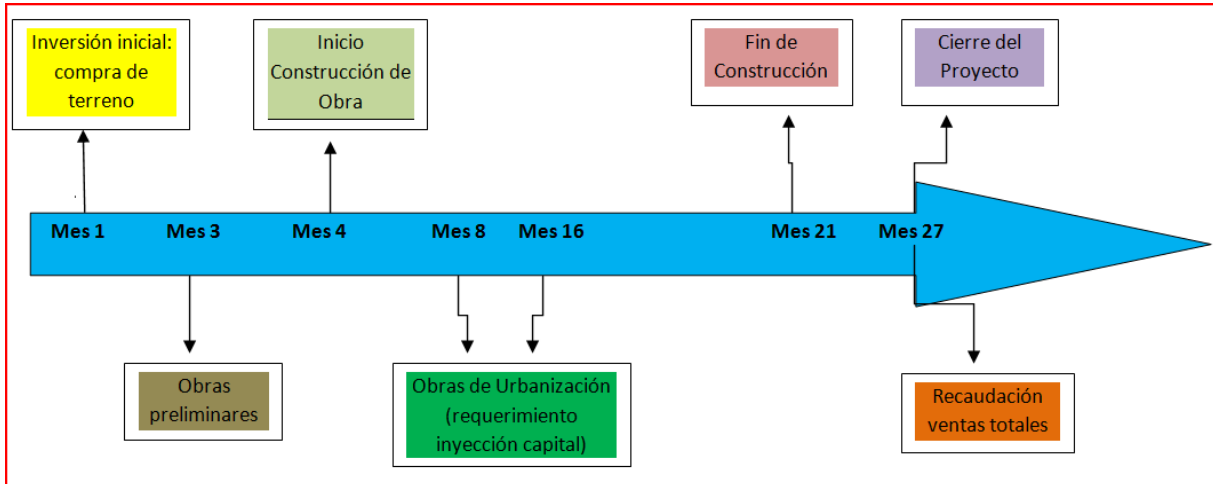 Inversión inicial:
compra de
terreno
Inicio
Construcción de
Obra
Fin de
Construcción
Cierre del
Proyecto
Mes 1
Mes 3
Mes 4
Mes 8
Mes 16
Mes 21
Mes 27
Obras
preliminares
Obras de Urbanización
(requerimiento
inyección capital)
Recaudación
ventas totales